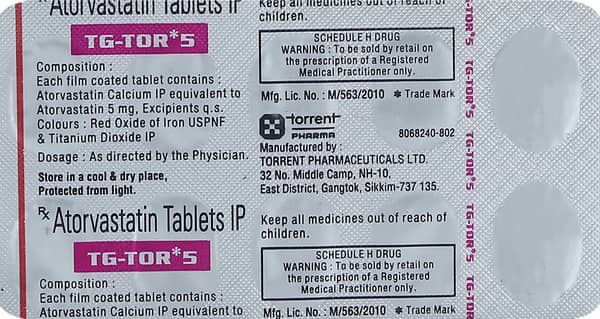 Atorvastatin Tablets IP
TG-TOR*5
Composition :
Each film coated tablet contains :
Atorvastatin Calcium IP equivalent to
Atorvastatin 5 mg, Excipients q.s.
Colours : Red Oxide of Iron USPNF
& Titanium Dioxide IP
Dosage : As directed by the Physician.
Store in a cool & dry place,
Protected from light.
Rx Atorvastatin Tablets IP
TG-TOR*5
Composition :
Each film coated tablet contains :
Atorvastatin Calcium IP equivalent to
Keep all medicines out of reach of
children.
SCHEDULE H DRUG
WARNING : To be sold by retail on
the prescription of a Registered
Medical Practitioner only.
Mfg. Lic. No. : M/563/2010 * Trade Mark
torrent
PHARMA
8068240-802
Manufactured by :
TORRENT PHARMACEUTICALS LTD.
32 No. Middle Camp, NH-10,
East District, Gangtok, Sikkim-737 135.
Keep all medicines out of reach of
children.
SCHEDULE H DRUG
WARNING : To be sold by retail on
the prescription of a Registered
Medical Practitioner only.
Mfg. Lic. No. : M/563/2010 * Trade Mark
TG-TOR*5
TG-TOR*5
TG-TOR*5
TG-TOR*5